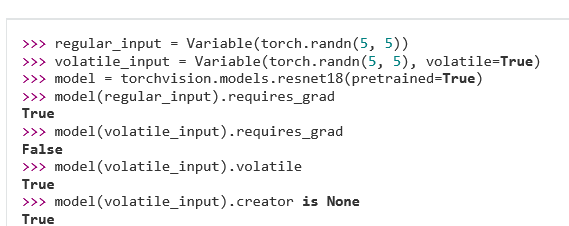 >>> regular_input = Variable(torch.randn(5, 5))
>>> volatile_input = Variable(torch.randn(5, 5), volatile=True)
>>> model = torchvision.models.resnet18(pretrained=True)
>>> model(regular_input).requires_grad
True
>>> model(volatile_input).requires_grad
False
>>> model(volatile_input).volatile
True
>>> model(volatile_input).creator is None
True